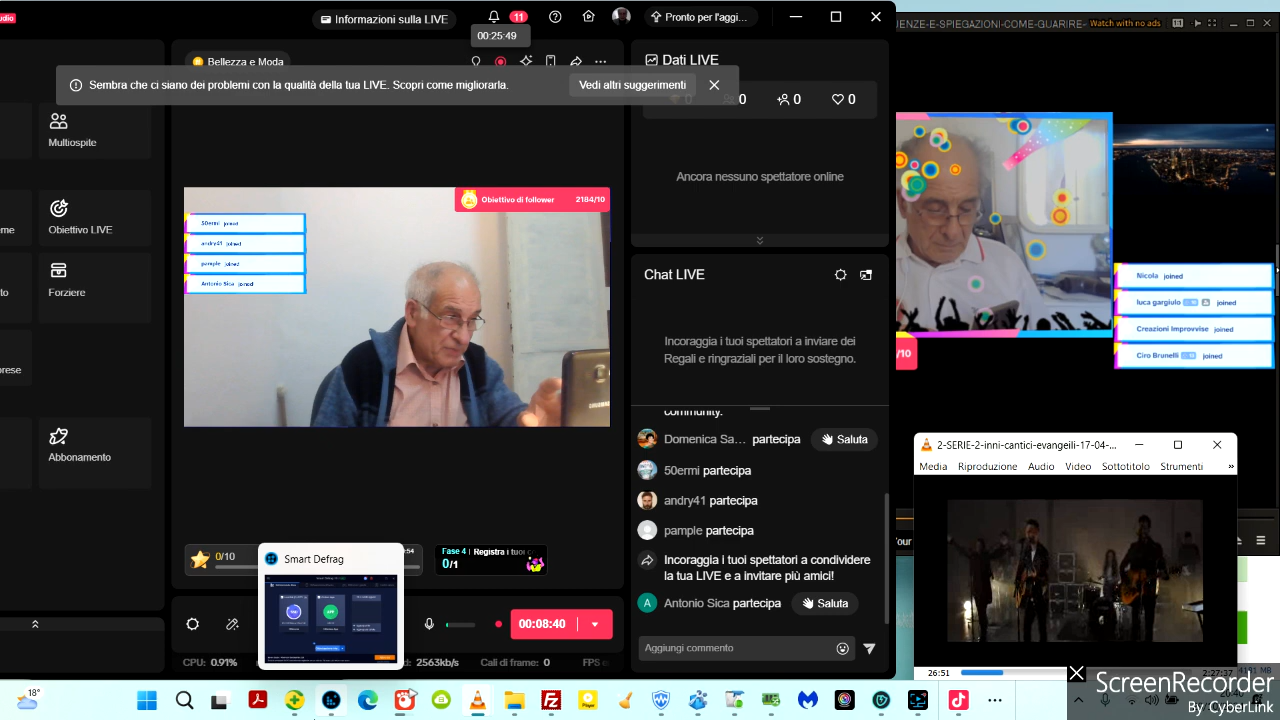 Informazioni sulla LIVE
11
Pronto per l'aggi...
00:25:49
UENZE-E-SPIEGAZIONI-COME-GUARIRE-
Watch with no ads
Bellezza e Moda
Dati LIVE
Sembra che ci siano dei problemi con la qualità della tua LIVE. Scopri come migliorarla.
Vedi altri suggerimenti
0
0
0
Multiospite
Ancora nessuno spettatore online
Obiettivo di follower 2184/10
50ermi joined
andry41 joined
pample joined
Antonio Sica joined
Obiettivo LIVE
Forziere
Abbonamento
Chat LIVE
Incoraggia i tuoi spettatori a inviare dei
Regali e ringraziali per il loro sostegno.
community.
Domenica Sa... partecipa
Saluta
50ermi partecipa
andry41 partecipa
pample partecipa
Incoraggia i tuoi spettatori a condividere
la tua LIVE e a invitare più amici!
Antonio Sica partecipa
Saluta
Aggiungi commento
Nicola joined
luca gargiulo joined
Creazioni Improvvise joined
Ciro Brunelli joined
/10
2-SERIE-2-inni-cantici-evangeili-17-04-...
Media Riproduzione Audio Video Sottotitolo Strumenti »
26:51
2:27:37
0/10
:54
Fase 4 Registra i tuoi
0/1
Smart Defrag
00:08:40
CPU: 0.91%
2563kb/s
Cali di frame: 0
FPS e
18°
ScreenRecorder
By CyberLink